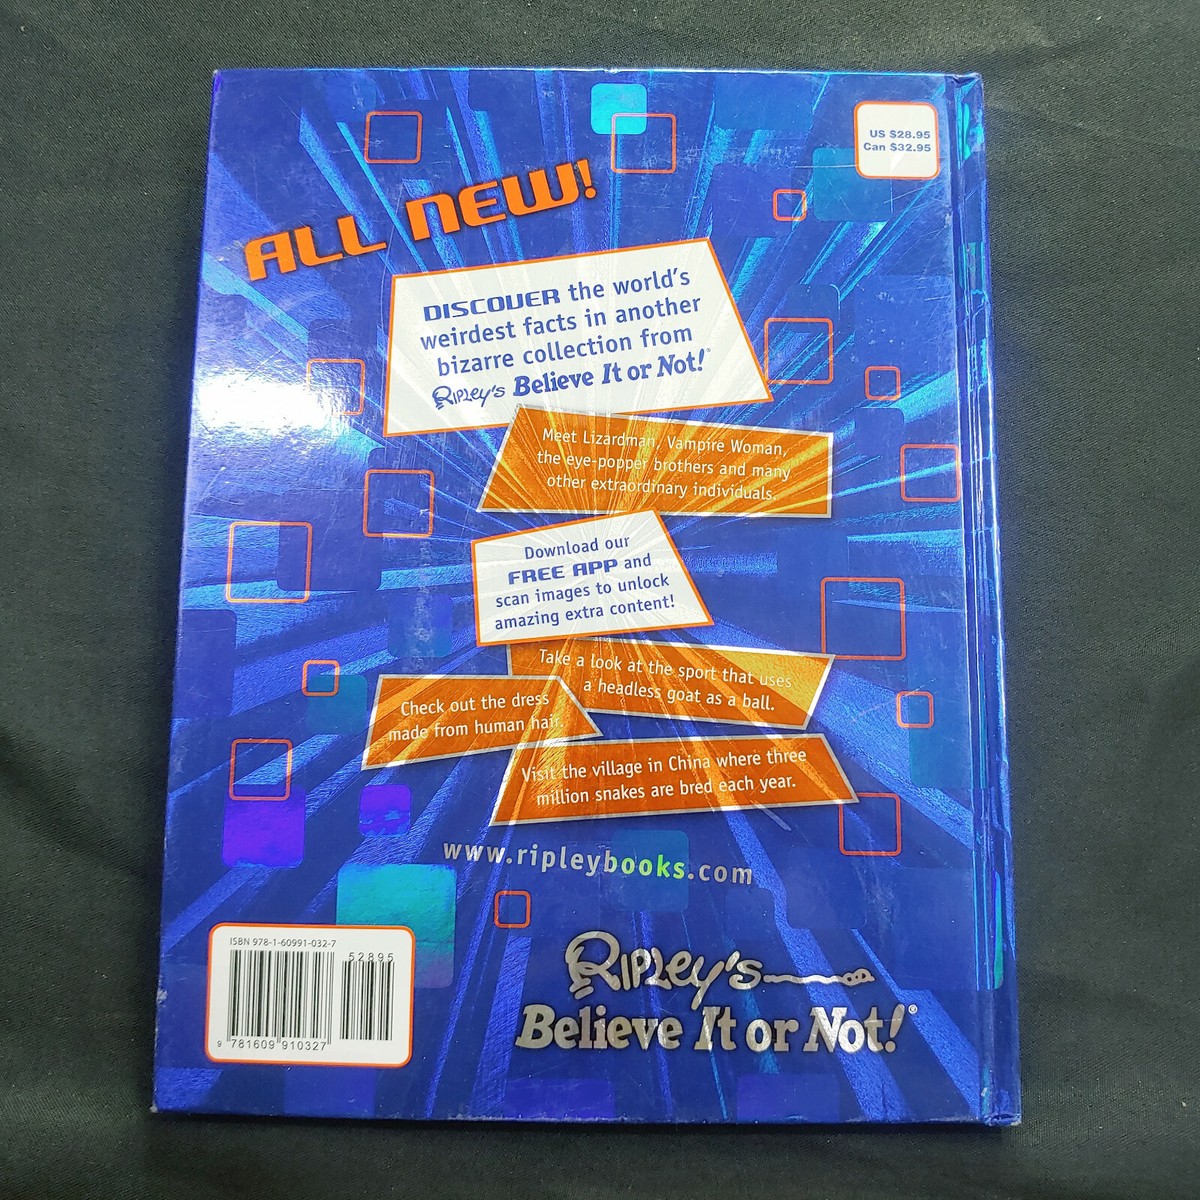 US $28.95
Can $32.95
ALL NEW!
DISCOVER the world's
weirdest facts in another
bizarre collection from
Ripley's Believe It or Not!®
Meet Lizardman, Vampire Woman,
the eye-popper brothers and many
other extraordinary individuals.
Download our
FREE APP and
scan images to unlock
amazing extra content!
Take a look at the sport that uses
a headless goat as a ball.
Check out the dress
made from human hair.
Visit the village in China where three
million snakes are bred each year.
www.ripleybooks.com
ISBN 978-1-60991-032-7
52895
9 781609 910327
Ripley's
Believe It or Not!®